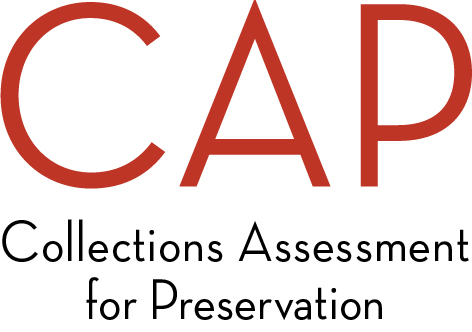 CAP
Collections Assessment
for Preservation